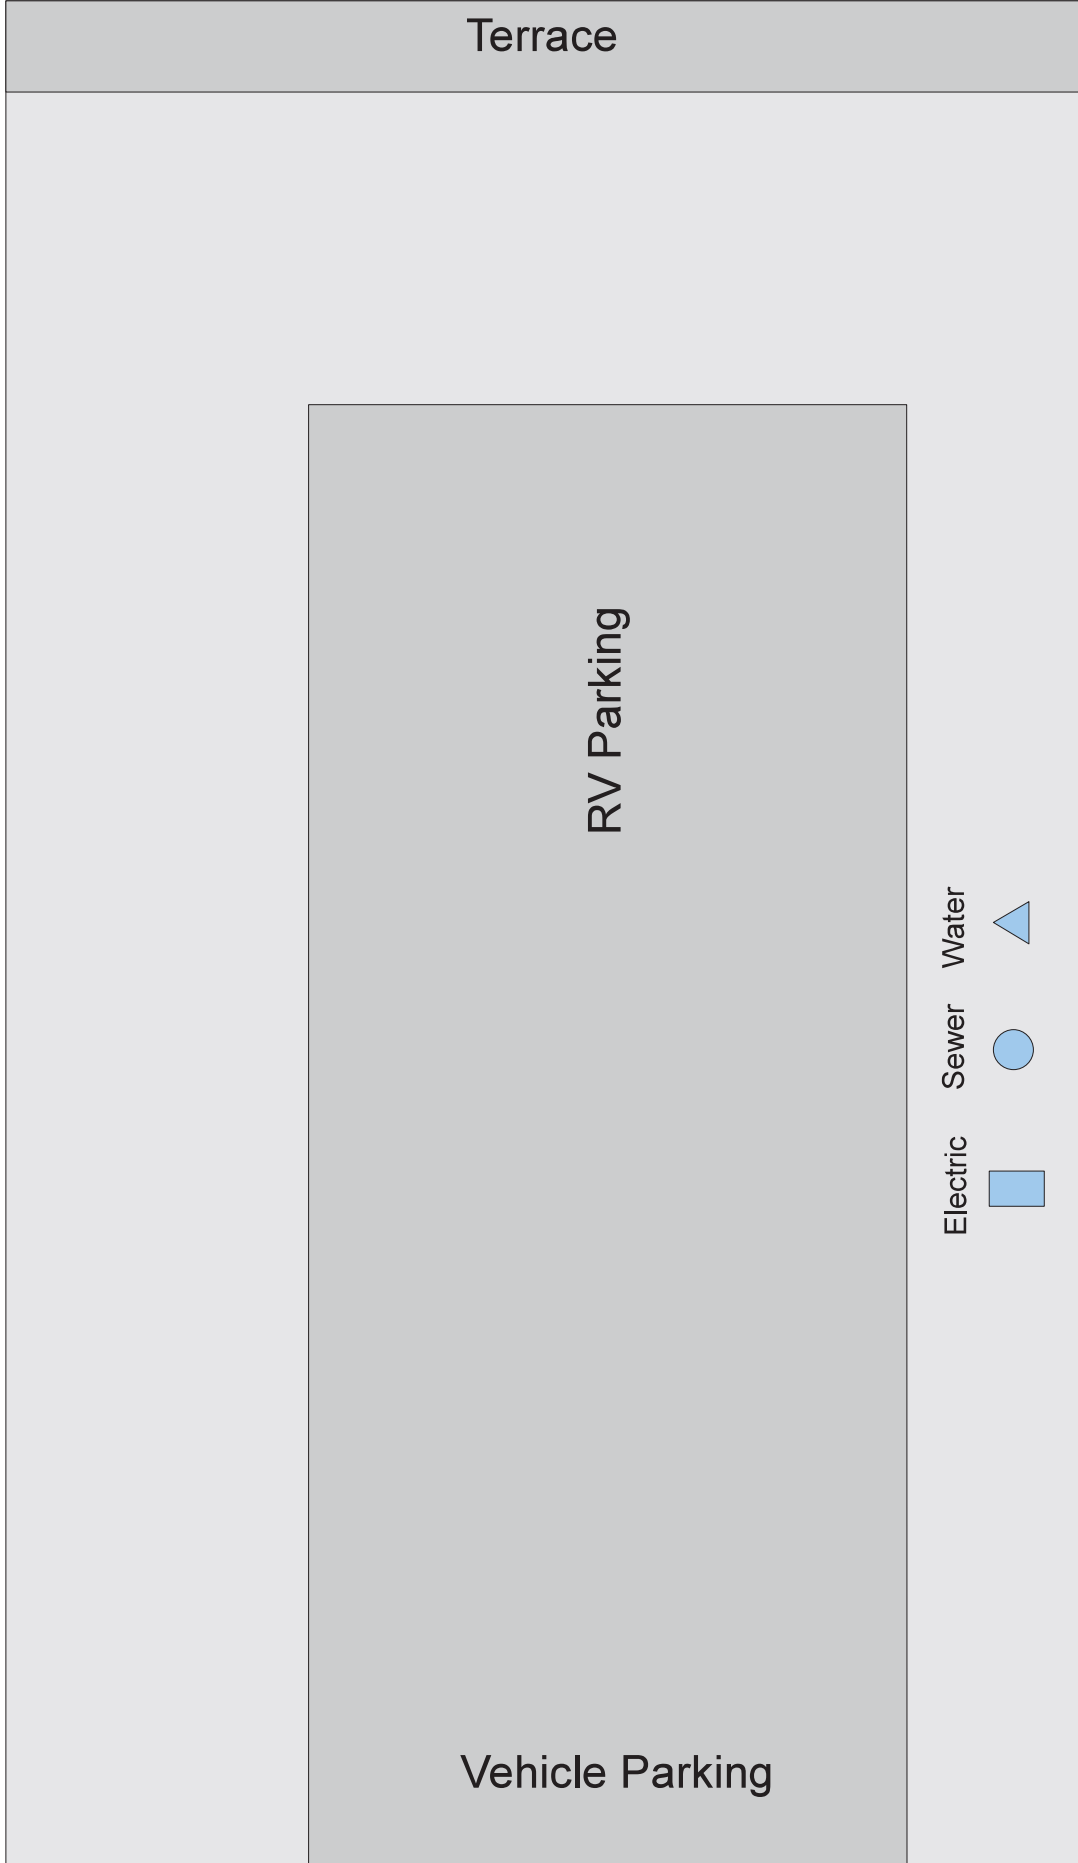 Terrace
RV Parking
Water
Sewer
Electric
Vehicle Parking